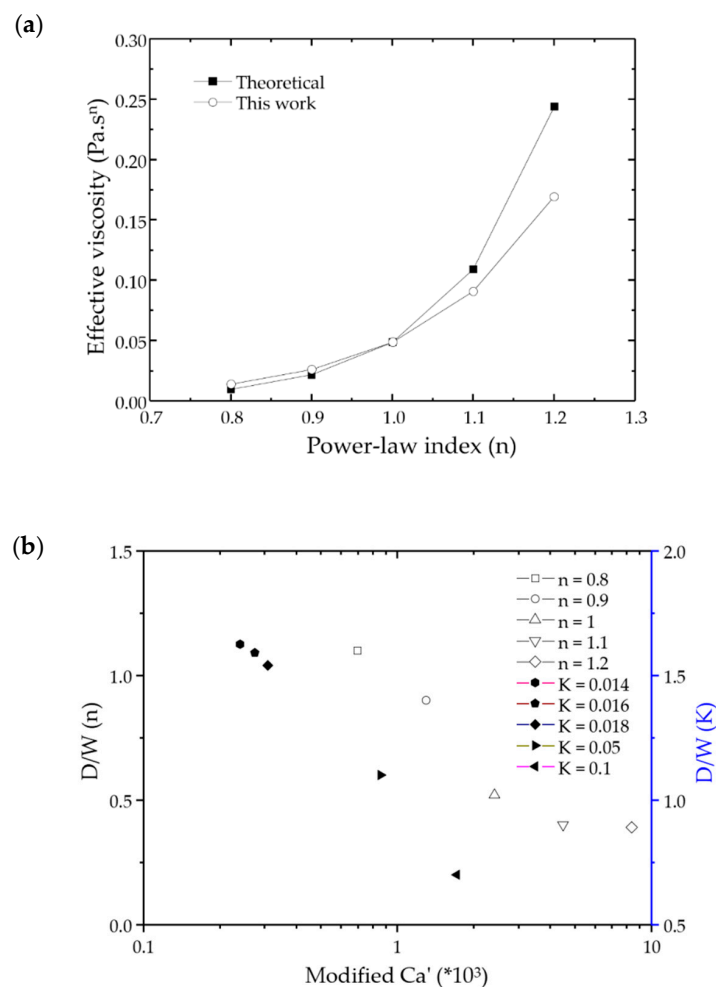 (a)
0.30
0.25
0.20
0.15
0.10
0.05
0.00
Effective viscosity (Pa.sⁿ)
Theoretical
This work
0.7 0.8 0.9 1.0 1.1 1.2 1.3
Power-law index (n)
(b)
1.5
1.0
0.5
0.0
D/W (n)
n = 0.8
n = 0.9
n = 1
n = 1.1
n = 1.2
K = 0.014
K = 0.016
K = 0.018
K = 0.05
K = 0.1
2.0
1.5
1.0
0.5
D/W (K)
0.1 1 10
Modified Ca' (*10³)